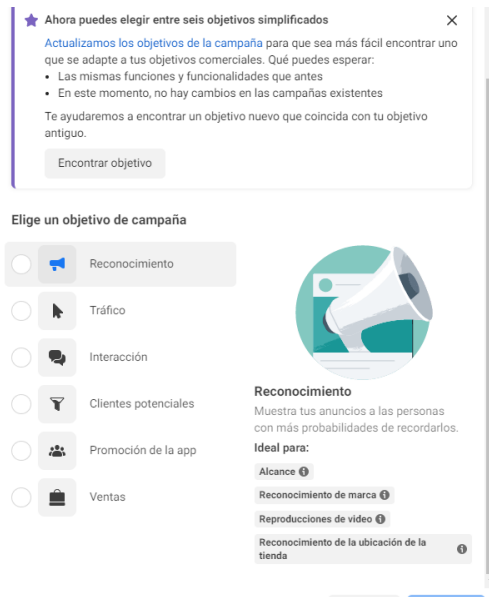 Ahora puedes elegir entre seis objetivos simplificados
Actualizamos los objetivos de la campaña para que sea más fácil encontrar uno
que se adapte a tus objetivos comerciales. Qué puedes esperar:
• Las mismas funciones y funcionalidades que antes
• En este momento, no hay cambios en las campañas existentes
Te ayudaremos a encontrar un objetivo nuevo que coincida con tu objetivo
antiguo.
Encontrar objetivo
Elige un objetivo de campaña
Reconocimiento
Tráfico
Interacción
Clientes potenciales
Promoción de la app
Ventas
Reconocimiento
Muestra tus anuncios a las personas
con más probabilidades de recordarlos.
Ideal para:
Alcance
Reconocimiento de marca
Reproducciones de video
Reconocimiento de la ubicación de la
tienda